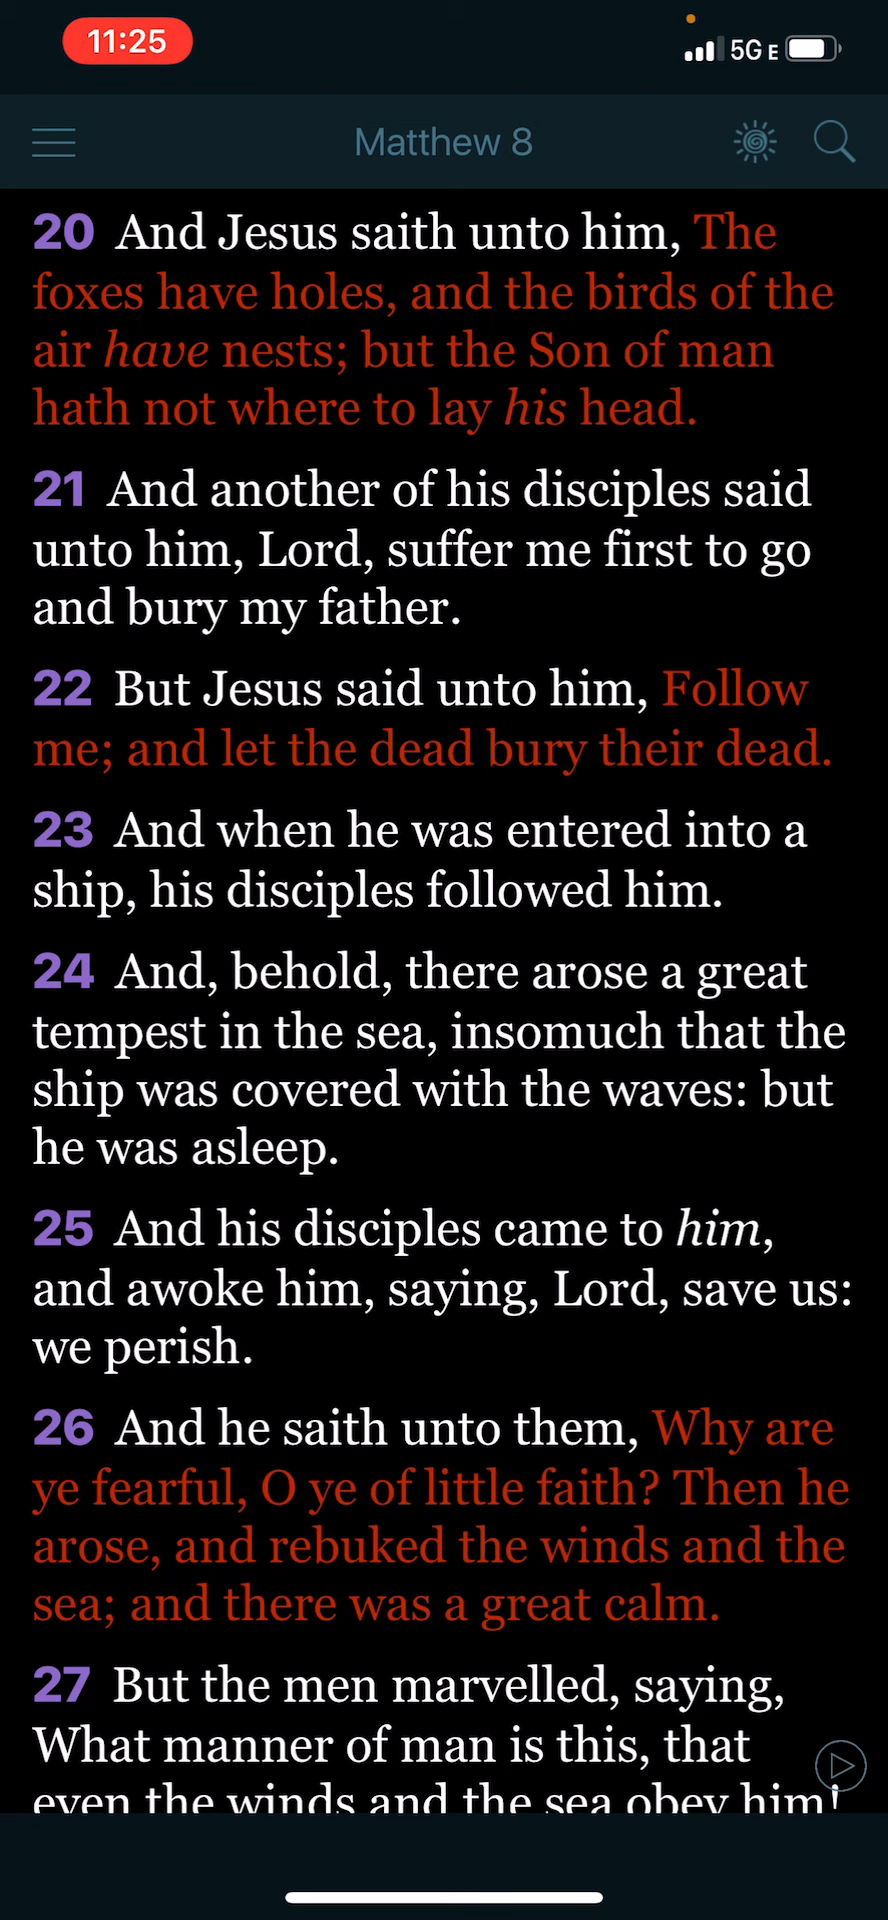 11:25
5G E
Matthew 8
20 And Jesus saith unto him, The
foxes have holes, and the birds of the
air have nests; but the Son of man
hath not where to lay his head.
21 And another of his disciples said
unto him, Lord, suffer me first to go
and bury my father.
22 But Jesus said unto him, Follow
me; and let the dead bury their dead.
23 And when he was entered into a
ship, his disciples followed him.
24 And, behold, there arose a great
tempest in the sea, insomuch that the
ship was covered with the waves: but
he was asleep.
25 And his disciples came to him,
and awoke him, saying, Lord, save us:
we perish.
26 And he saith unto them, Why are
ye fearful, O ye of little faith? Then he
arose, and rebuked the winds and the
sea; and there was a great calm.
27 But the men marvelled, saying,
What manner of man is this, that
even the winds and the sea obey him!